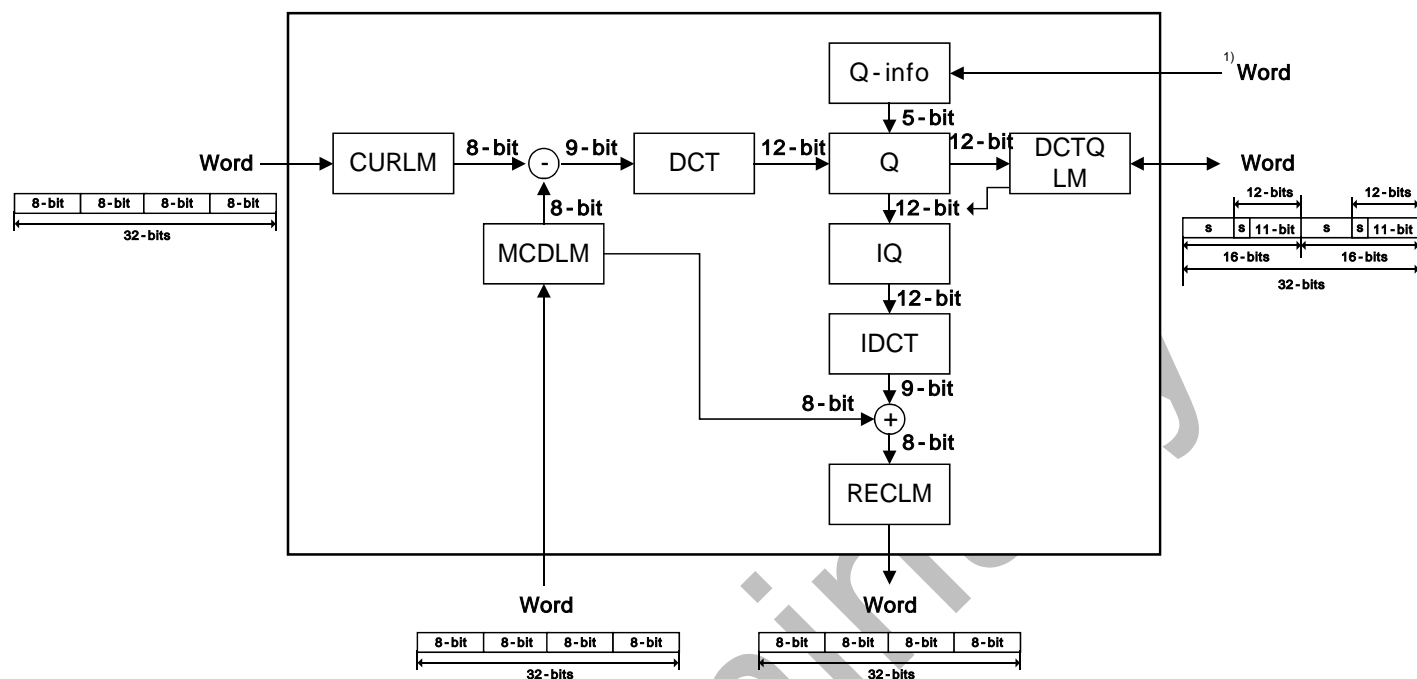 Q-info
1) Word
5-bit
Word
CURLM
8-bit
-
9-bit
DCT
12-bit
Q
12-bit
DCTQ
LM
Word
8-bit 8-bit 8-bit 8-bit
32-bits
8-bit
12-bit
12-bits 12-bits
s s 11-bit s s 11-bit
16-bits 16-bits
32-bits
MCDLM
IQ
12-bit
IDCT
9-bit
8-bit
+
8-bit
RECLM
Word
Word
8-bit 8-bit 8-bit 8-bit
32-bits
8-bit 8-bit 8-bit 8-bit
32-bits